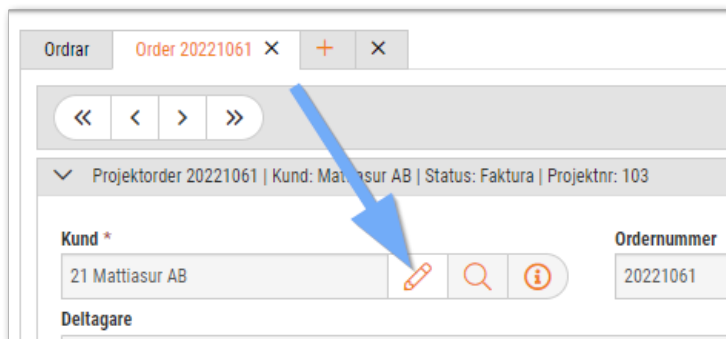 Ordrar Order 20221061
Projektorder 20221061 | Kund: Mattiasur AB | Status: Faktura | Projektnr: 103
Kund * Ordernummer
21 Mattiasur AB 20221061
Deltagare